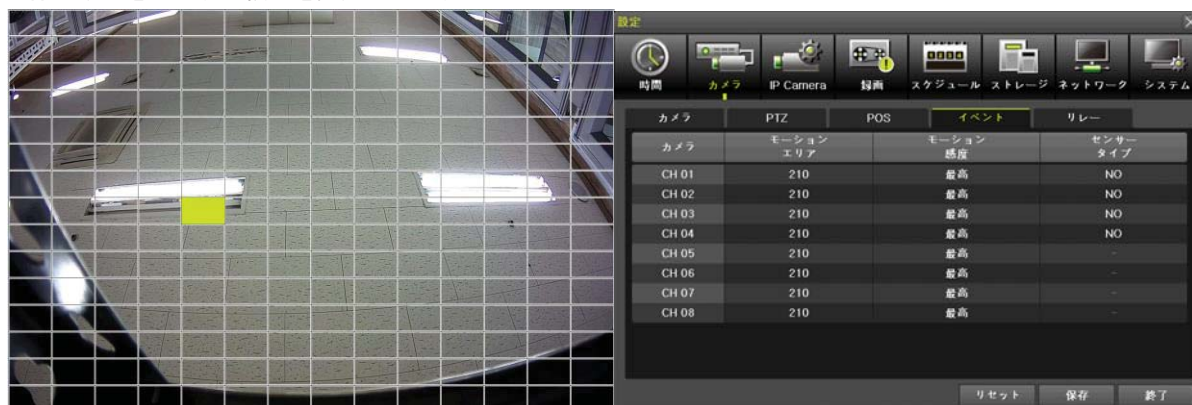 設定
時間 カメラ IP Camera 録画 スケジュール ストレージ ネットワーク システム
カメラ PTZ POS イベント リレー
カメラ モーション エリア モーション 感度 センサー タイプ
CH 01 210 最高 NO
CH 02 210 最高 NO
CH 03 210 最高 NO
CH 04 210 最高 NO
CH 05 210 最高 -
CH 06 210 最高 -
CH 07 210 最高 -
CH 08 210 最高 -
リセット 保存 終了